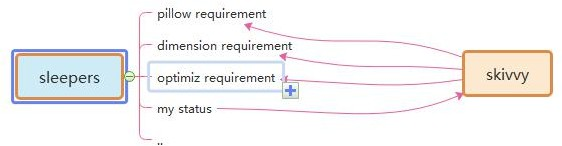 pillow requirement
dimension requirement
sleepers
optimiz requirement
skivvy
my status
..